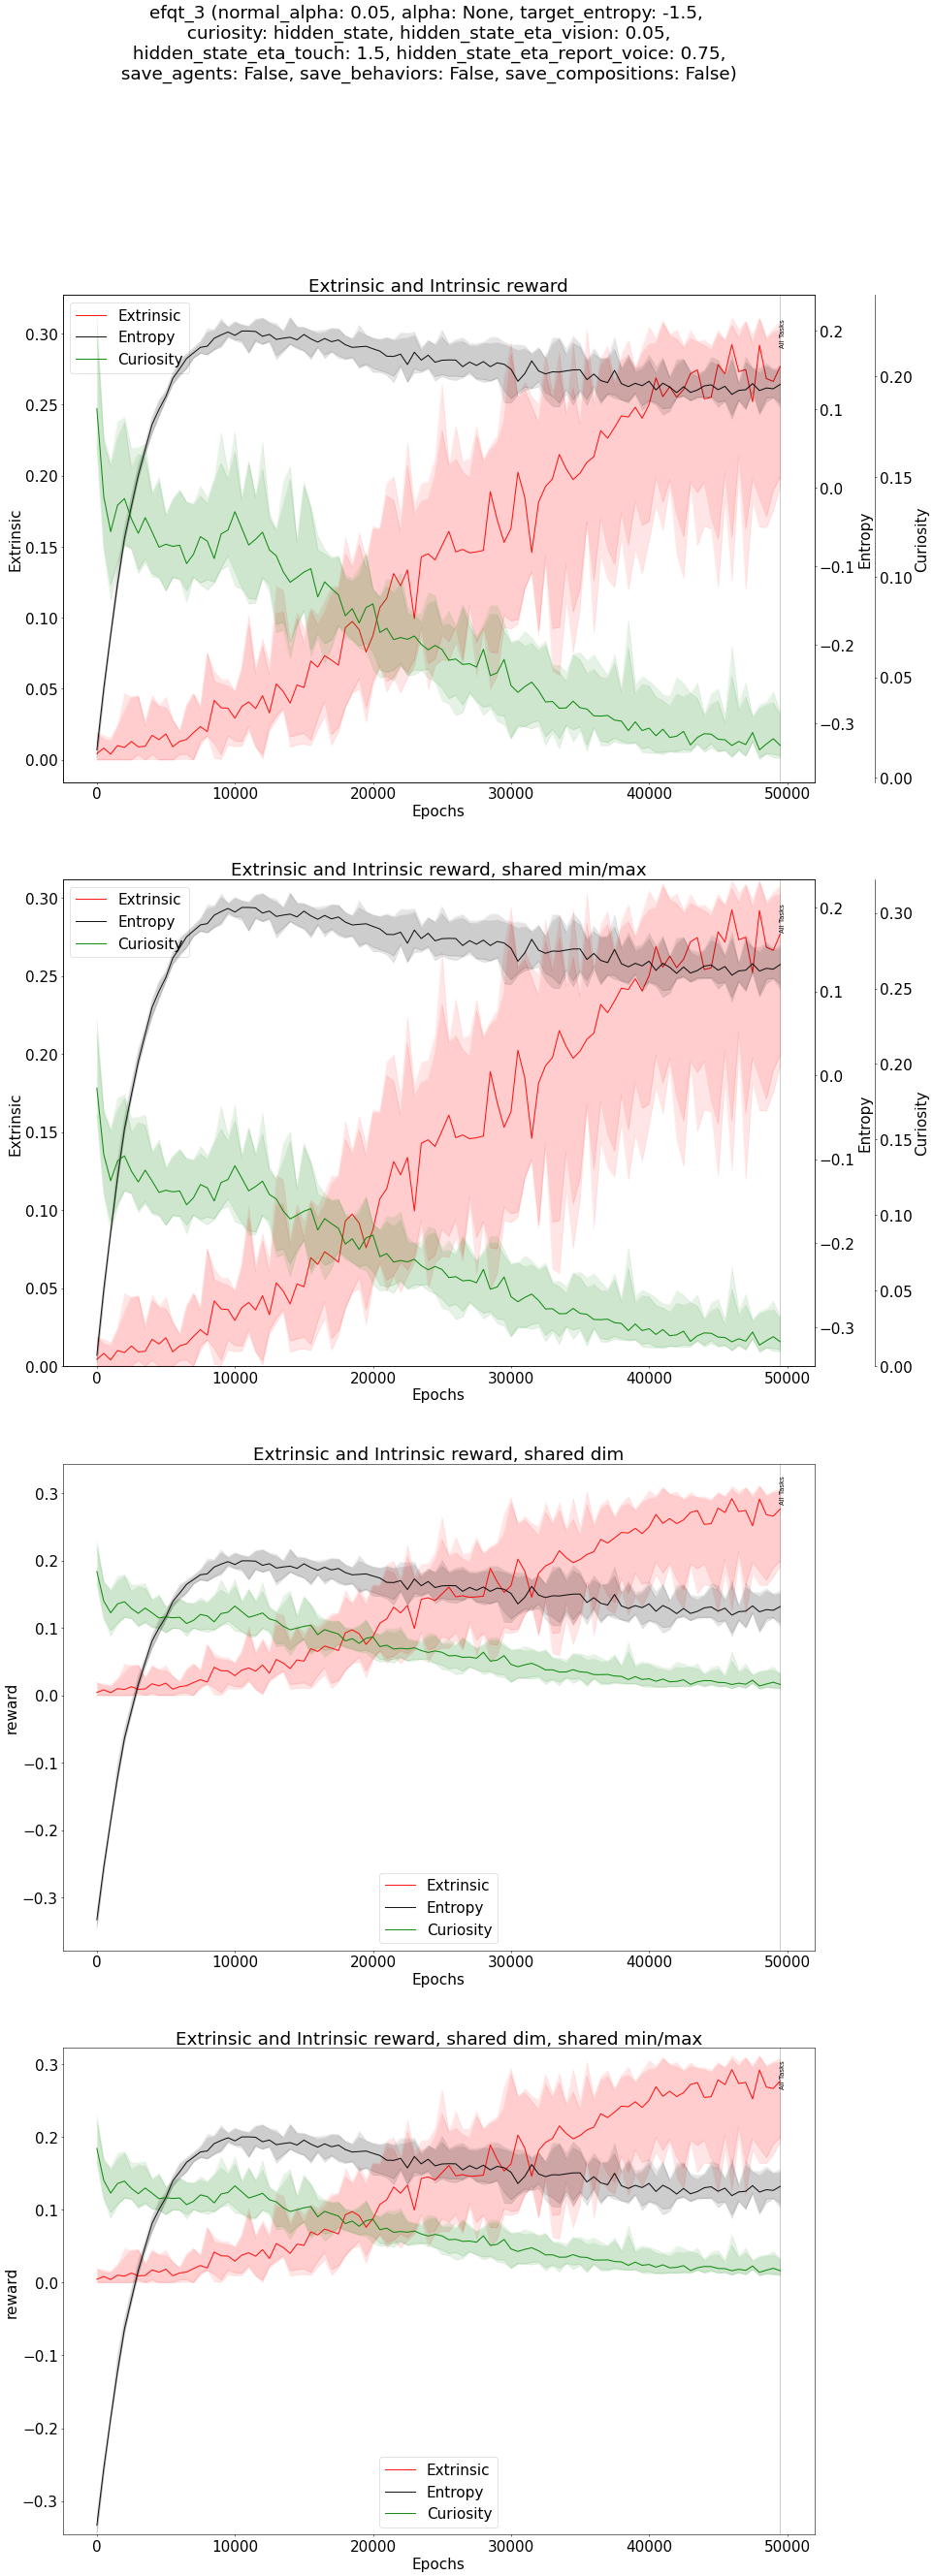 efqt_3 (normal_alpha: 0.05, alpha: None, target_entropy: -1.5,
curiosity: hidden_state, hidden_state_eta_vision: 0.05,
hidden_state_eta_touch: 1.5, hidden_state_eta_report_voice: 0.75,
save_agents: False, save_behaviors: False, save_compositions: False)
Extrinsic and Intrinsic reward
Extrinsic
Entropy
Curiosity
All Tasks
0.30
0.25
0.20
0.15
0.10
0.05
0.00
Extrinsic
0.2
0.1
0.0
−0.1
−0.2
−0.3
Entropy
0.20
0.15
0.10
0.05
0.00
Curiosity
0 10000 20000 30000 40000 50000
Epochs
Extrinsic and Intrinsic reward, shared min/max
Extrinsic
Entropy
Curiosity
All Tasks
0.30
0.25
0.20
0.15
0.10
0.05
0.00
Extrinsic
0.2
0.1
0.0
−0.1
−0.2
−0.3
Entropy
0.30
0.25
0.20
0.15
0.10
0.05
0.00
Curiosity
0 10000 20000 30000 40000 50000
Epochs
Extrinsic and Intrinsic reward, shared dim
All Tasks
0.3
0.2
0.1
0.0
−0.1
−0.2
−0.3
reward
Extrinsic
Entropy
Curiosity
0 10000 20000 30000 40000 50000
Epochs
Extrinsic and Intrinsic reward, shared dim, shared min/max
All Tasks
0.3
0.2
0.1
0.0
−0.1
−0.2
−0.3
reward
Extrinsic
Entropy
Curiosity
0 10000 20000 30000 40000 50000
Epochs